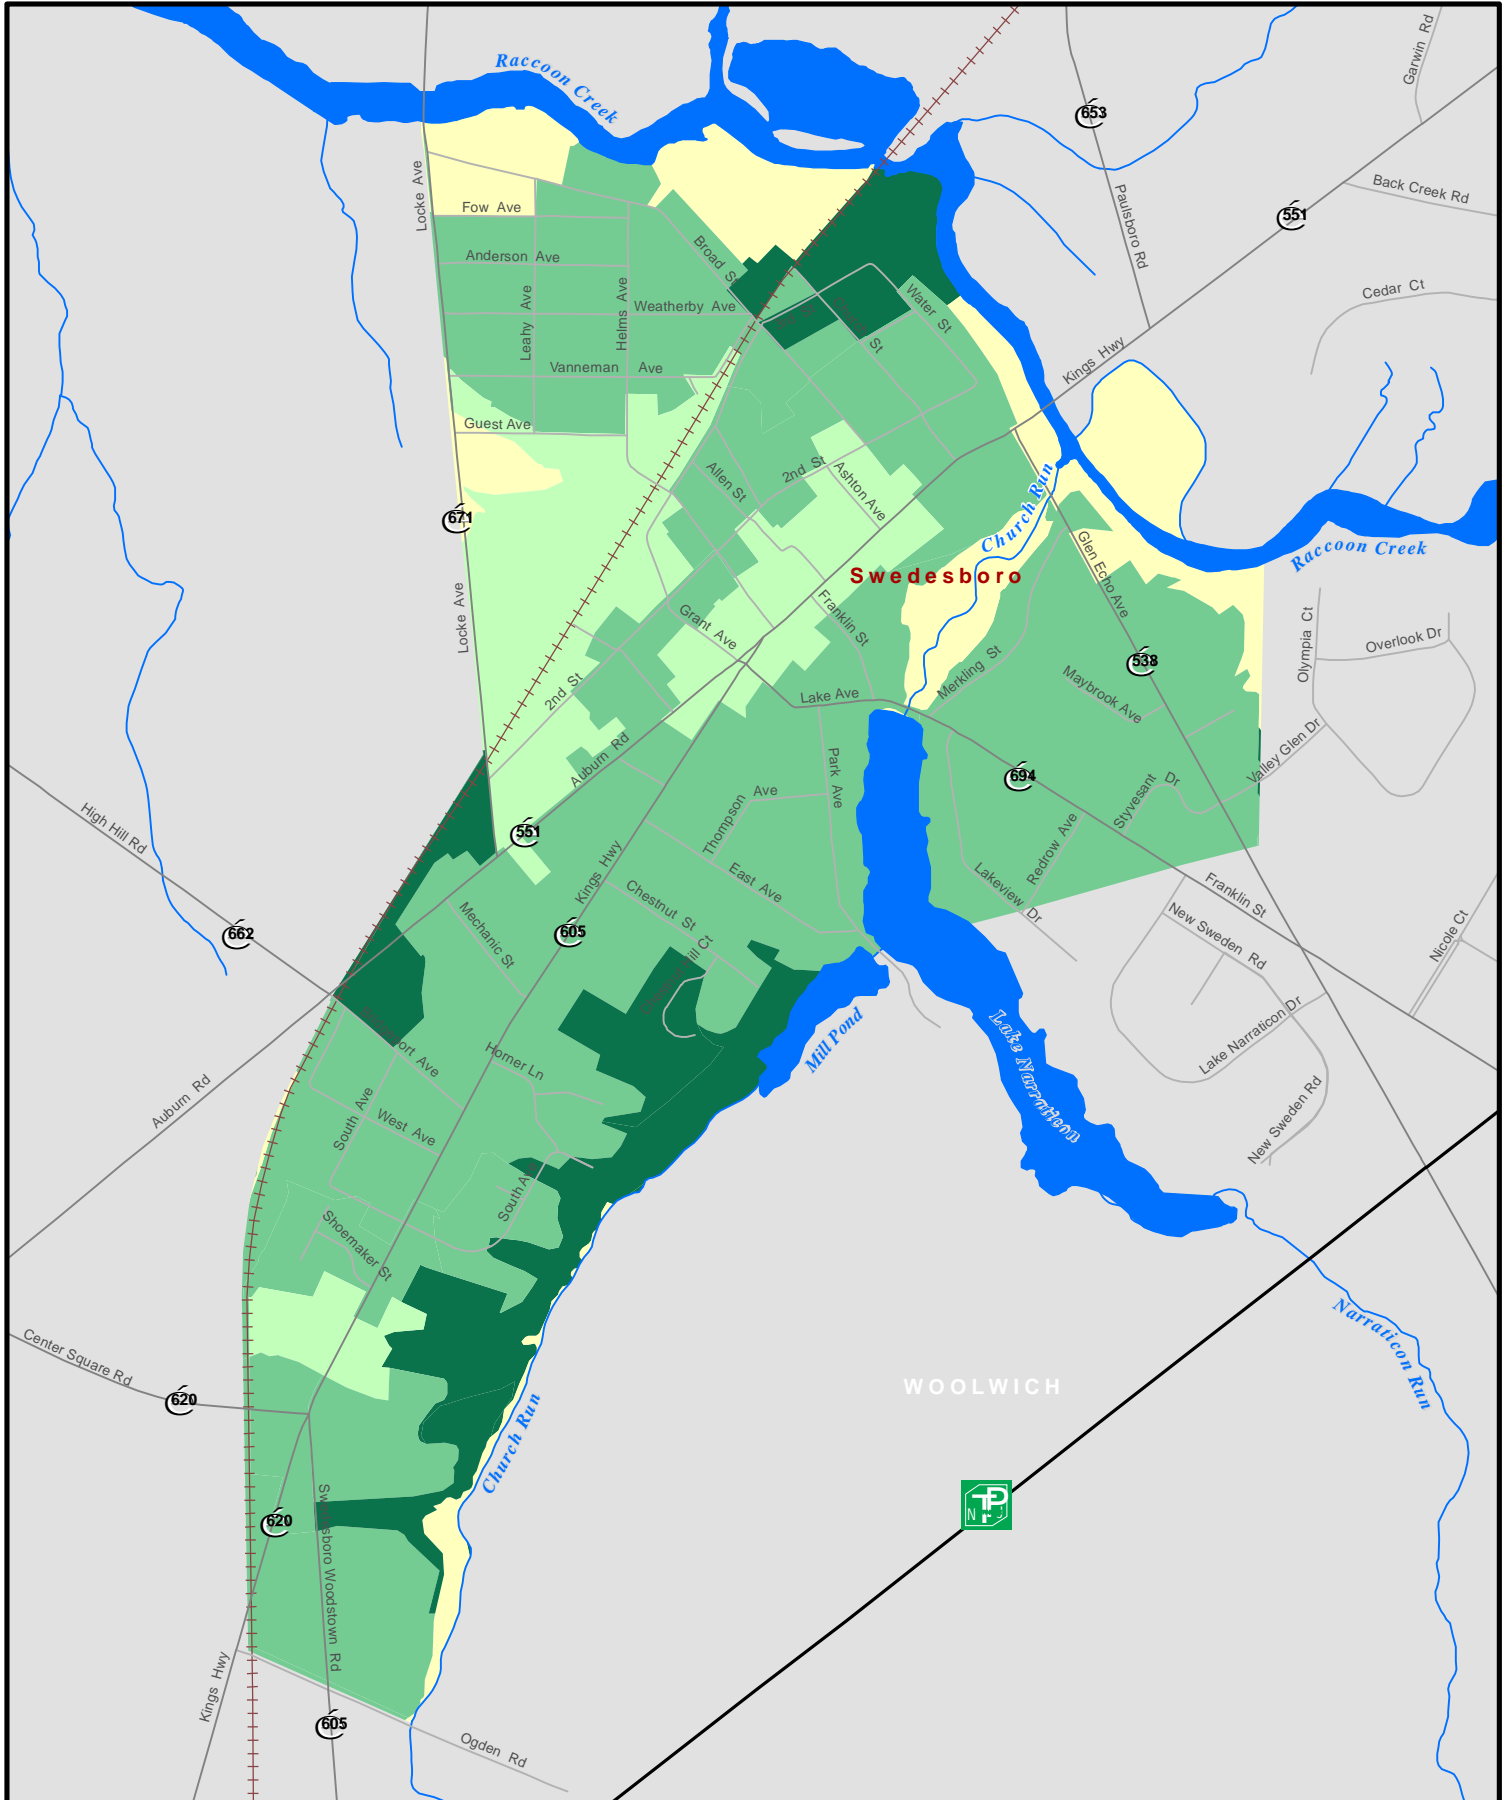 Raccoon Creek
653
Garwin Rd
Locke Ave
Fow Ave
Back Creek Rd
551
Paulsboro Rd
Anderson Ave
Broad St
Leahy Ave
Helms Ave
Weatherby Ave
Water St
Church St
Cedar Ct
Kings Hwy
Vanneman Ave
Guest Ave
Allen St
2nd St
Ashton Ave
671
Church Run
Raccoon Creek
Glen Echo Ave
Swedesboro
Locke Ave
Grant Ave
Franklin St
Olympia Ct
Overlook Dr
538
Merkling St
Maybrook Ave
2nd St
Lake Ave
Auburn Rd
Park Ave
Valley Glen Dr
694
Styvesant Dr
Thompson Ave
High Hill Rd
551
Kings Hwy
East Ave
Redrow Ave
Lakeview Dr
Chestnut St
Franklin St
Mechanic St
New Sweden Rd
662
605
Nicole Ct
Mill Pond
Lake Narraticon
Lake Narraticon Dr
Horner Ln
Auburn Rd
South Ave
West Ave
New Sweden Rd
South Ave
Shoemaker St
Center Square Rd
Narraticon Run
620
WOOLWICH
Church Run
620
Swedesboro Woodstown Rd
NJ
TP
Kings Hwy
605
Ogden Rd